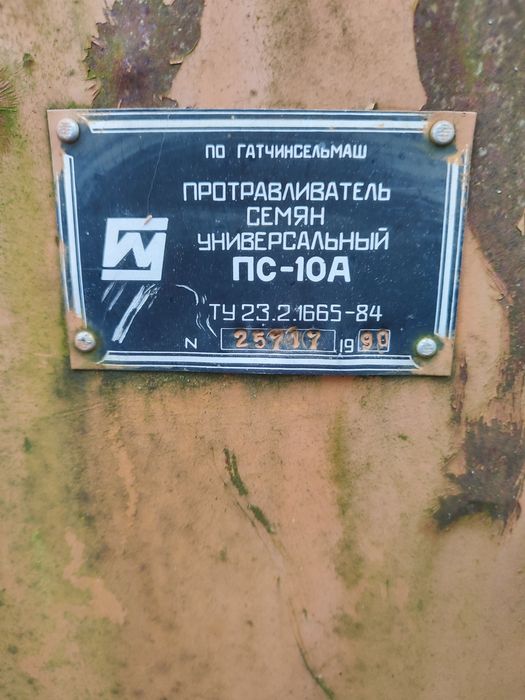 ПО ГАТЧИНСЕЛЬМАШ
ПРОТРАВЛИВАТЕЛЬ
СЕМЯН
УНИВЕРСАЛЬНЫЙ
ПС-10А
ТУ 23.2.1665-84
N 25717 1990